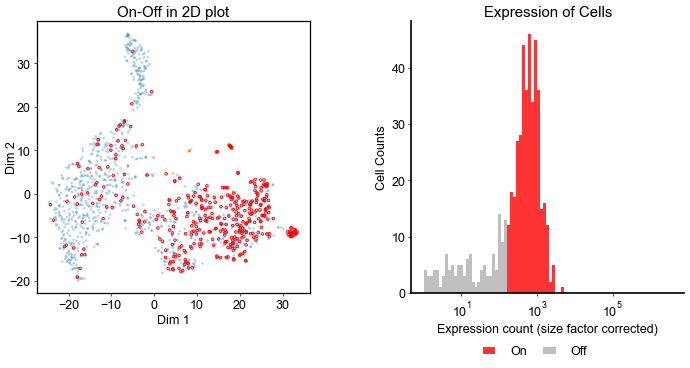 On-Off in 2D plot
Dim 2
30
20
10
0
−10
−20
−20 −10 0 10 20 30
Dim 1
Expression of Cells
Cell Counts
40
30
20
10
0
10^1 10^3 10^5
Expression count (size factor corrected)
On Off